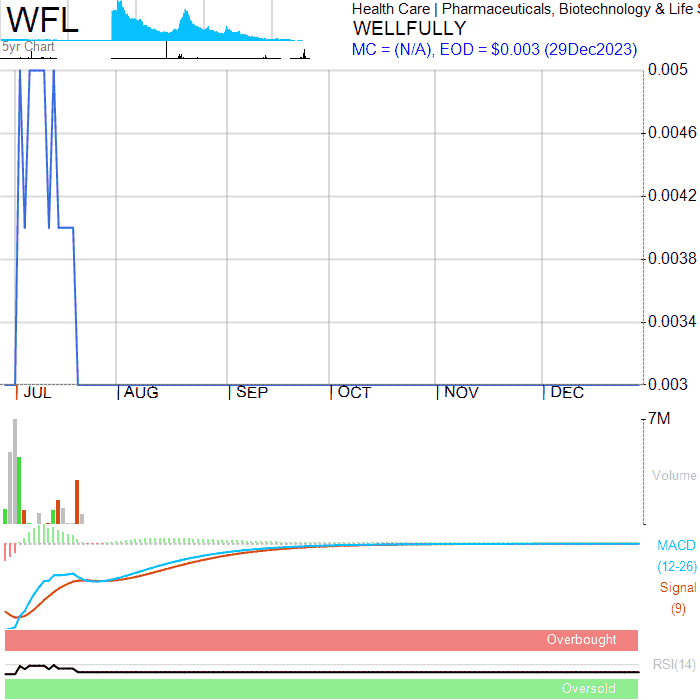 WFL
Health Care | Pharmaceuticals, Biotechnology & Life S
WELLFULLY
5yr Chart
MC = (N/A), EOD = $0.003 (29Dec2023)
0.005
0.0046
0.0042
0.0038
0.0034
0.003
JUL AUG SEP OCT NOV DEC
7M
Volume
MACD
(12-26)
Signal
(9)
Overbought
RSI(14)
Oversold